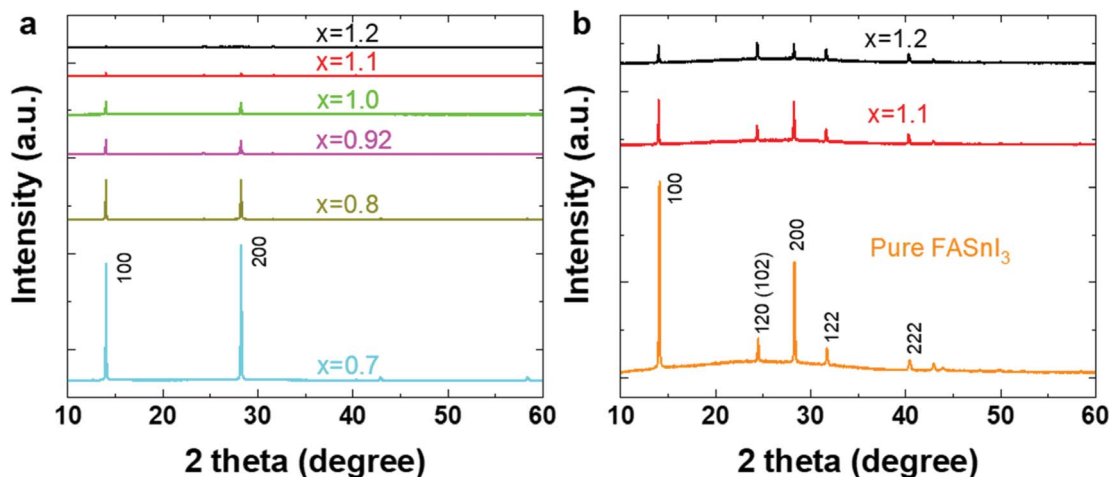 a
x=1.2
x=1.1
x=1.0
x=0.92
x=0.8
x=0.7
100
200
Intensity (a.u.)
10 20 30 40 50 60
2 theta (degree)
b
x=1.2
x=1.1
Pure FASnI₃
100
120 (102)
200
122
222
Intensity (a.u.)
10 20 30 40 50 60
2 theta (degree)